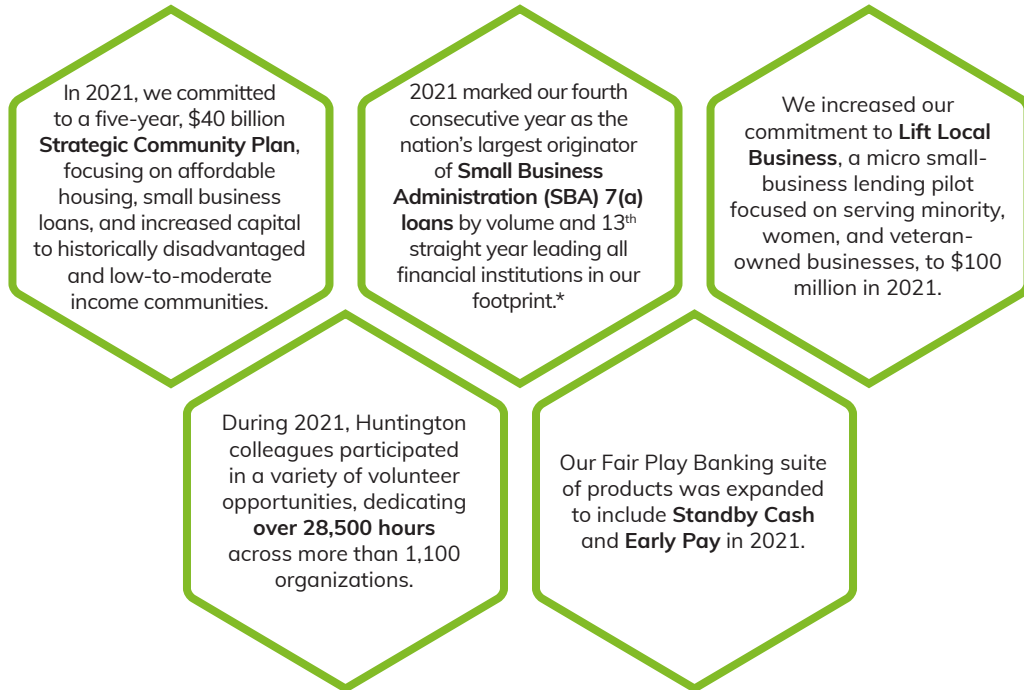 In 2021, we committed
to a five-year, $40 billion
Strategic Community Plan,
focusing on affordable
housing, small business
loans, and increased capital
to historically disadvantaged
and low-to-moderate
income communities.
2021 marked our fourth
consecutive year as the
nation's largest originator
of Small Business
Administration (SBA) 7(a)
loans by volume and 13th
straight year leading all
financial institutions in our
footprint.*
We increased our
commitment to Lift Local
Business, a micro small-
business lending pilot
focused on serving minority,
women, and veteran-
owned businesses, to $100
million in 2021.
During 2021, Huntington
colleagues participated
in a variety of volunteer
opportunities, dedicating
over 28,500 hours
across more than 1,100
organizations.
Our Fair Play Banking suite
of products was expanded
to include Standby Cash
and Early Pay in 2021.